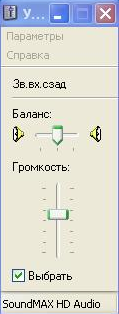 У...
Параметры
Справка
Зв.вх.сзад
Баланс:
Громкость:
Выбрать
SoundMAX HD Audio